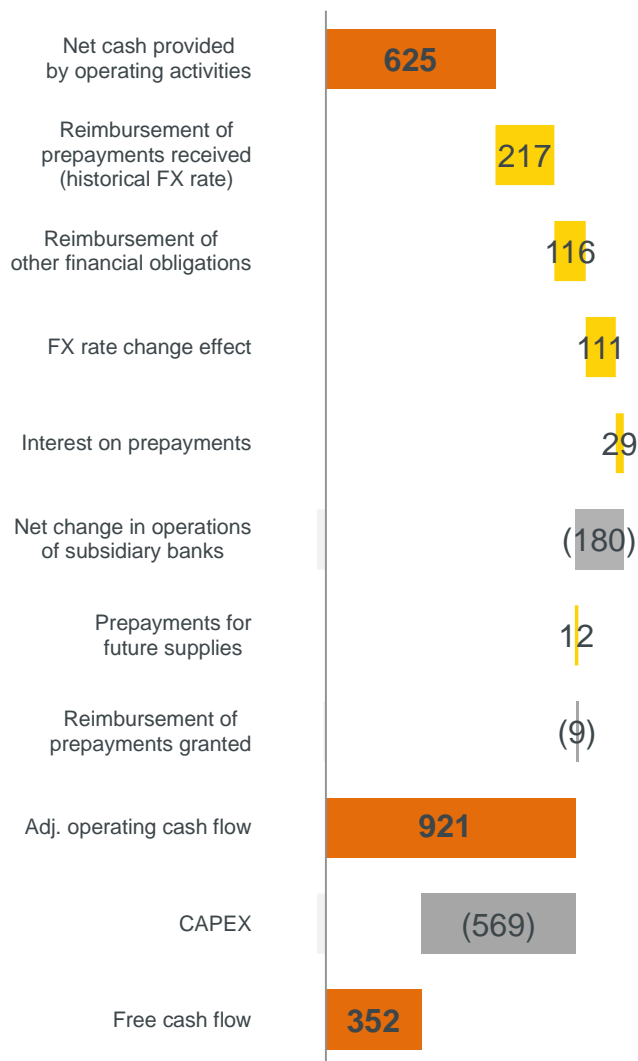 Net cash provided
by operating activities
625
Reimbursement of
prepayments received
(historical FX rate)
217
Reimbursement of
other financial obligations
116
FX rate change effect
111
Interest on prepayments
29
Net change in operations
of subsidiary banks
(180)
Prepayments for
future supplies
12
Reimbursement of
prepayments granted
(9)
Adj. operating cash flow
921
CAPEX
(569)
Free cash flow
352